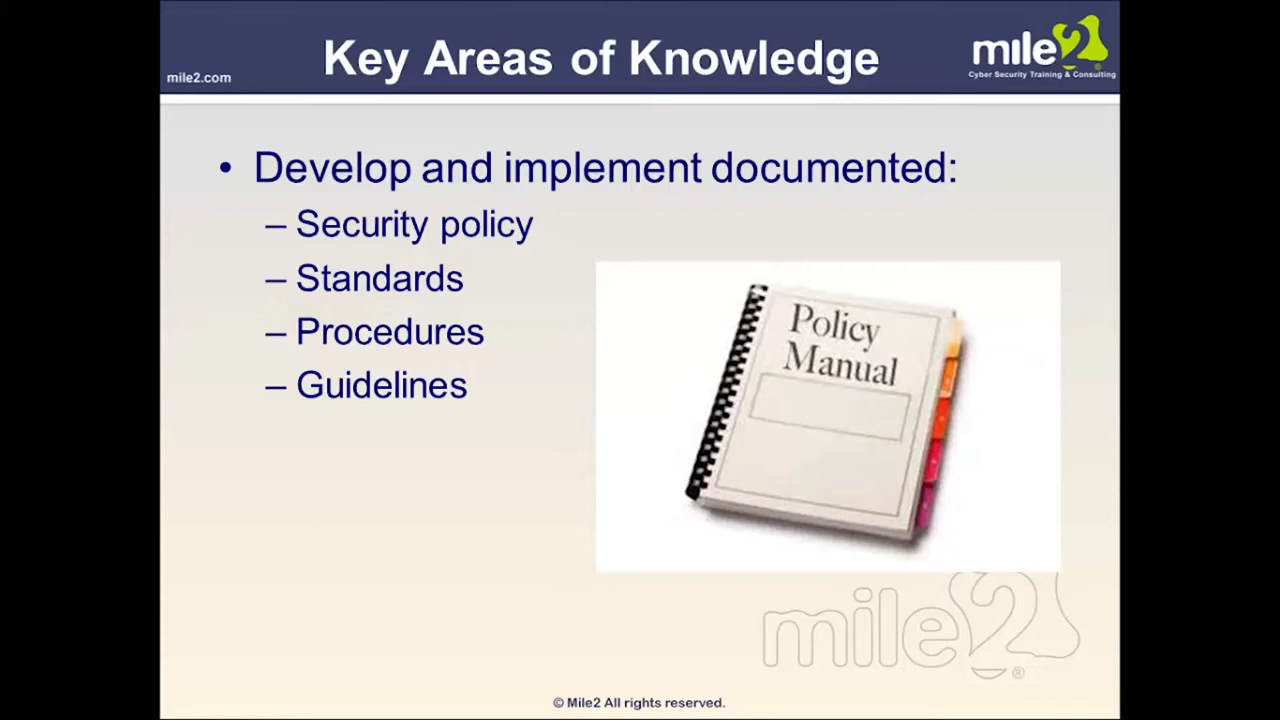 Key Areas of Knowledge
mile2.com
mile2
Cyber Security Training & Consulting
• Develop and implement documented:
– Security policy
– Standards
– Procedures
– Guidelines
Policy
Manual
mile2®
© Mile2 All rights reserved.